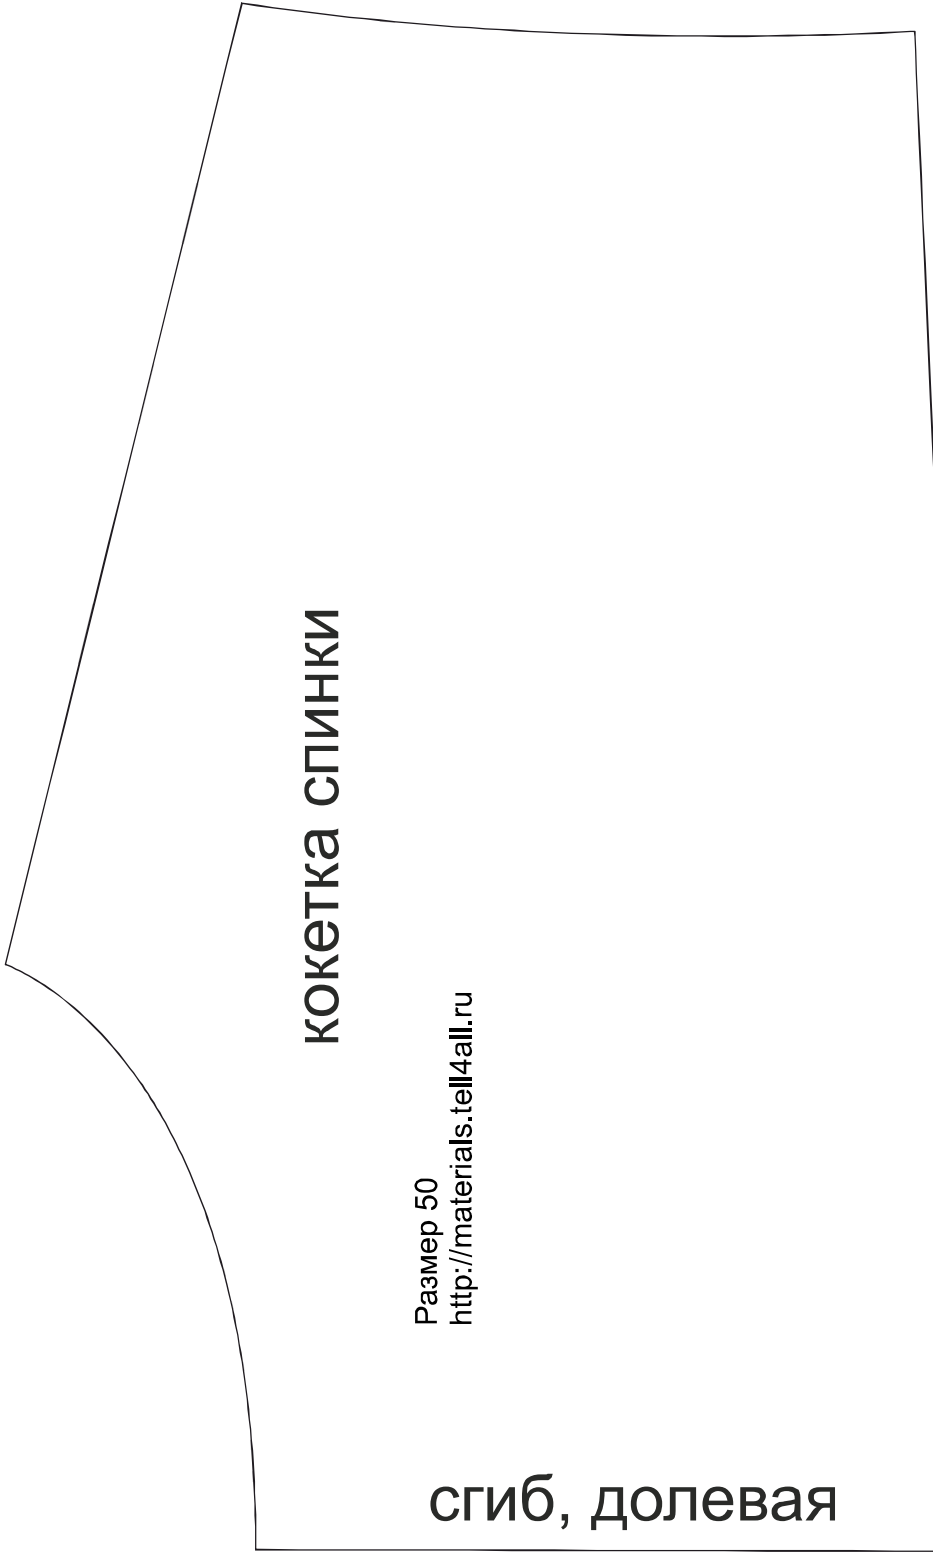 кокетка спинки
Размер 50
http://materials.tell4all.ru
сгиб, долевая